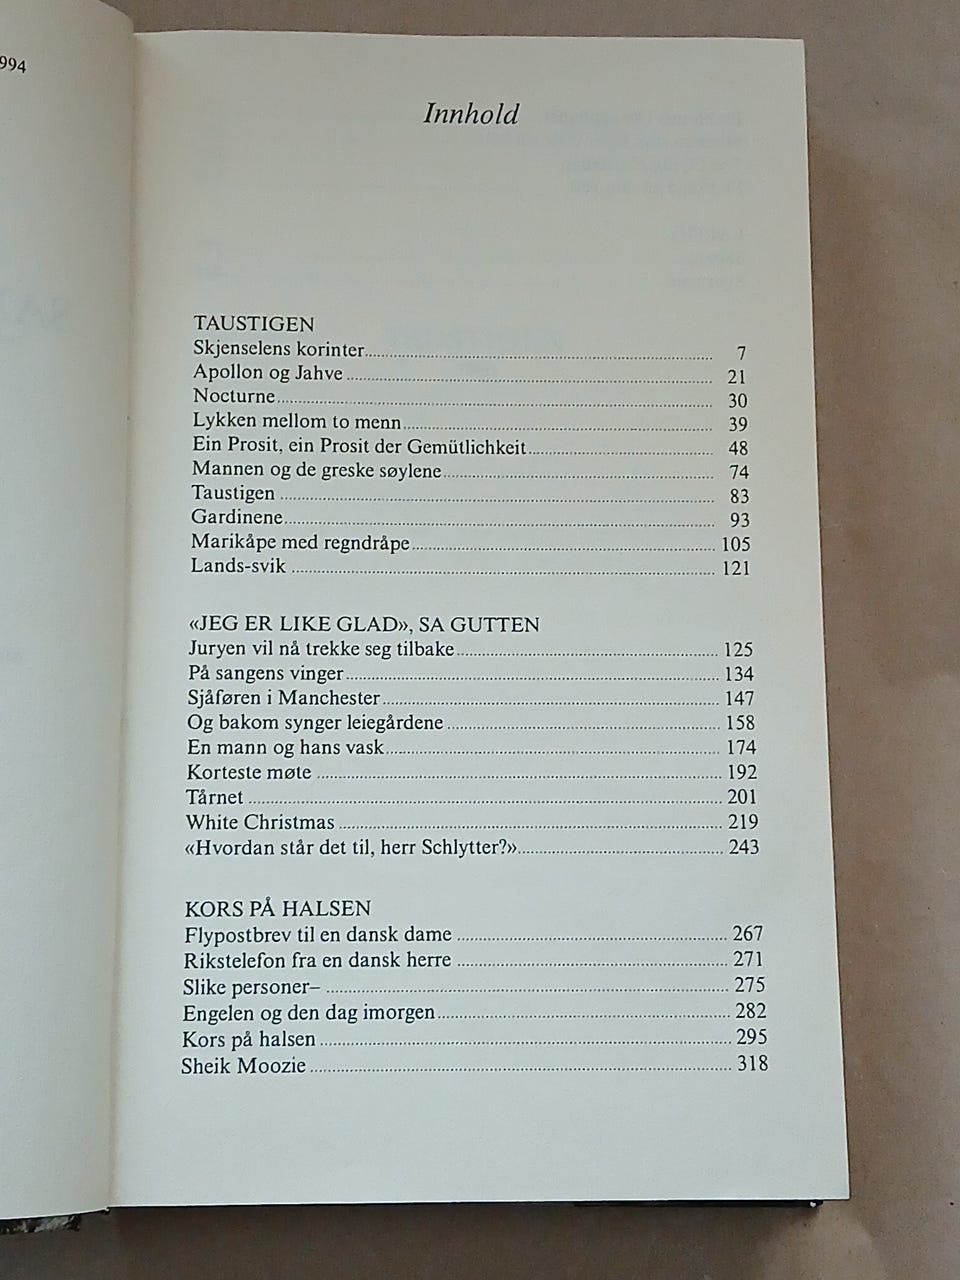 994
Innhold
TAUSTIGEN
Skjenselens korinter 7
Apollon og Jahve 21
Nocturne 30
Lykken mellom to menn 39
Ein Prosit, ein Prosit der Gemütlichkeit 48
Mannen og de greske søylene 74
Taustigen 83
Gardinene 93
Marikåpe med regndråpe 105
Lands-svik 121
«JEG ER LIKE GLAD», SA GUTTEN
Juryen vil nå trekke seg tilbake 125
På sangens vinger 134
Sjåføren i Manchester 147
Og bakom synger leiegårdene 158
En mann og hans vask 174
Korteste møte 192
Tårnet 201
White Christmas 219
«Hvordan står det til, herr Schlytter?» 243
KORS PÅ HALSEN
Flypostbrev til en dansk dame 267
Rikstelefon fra en dansk herre 271
Slike personer– 275
Engelen og den dag imorgen 282
Kors på halsen 295
Sheik Moozie 318